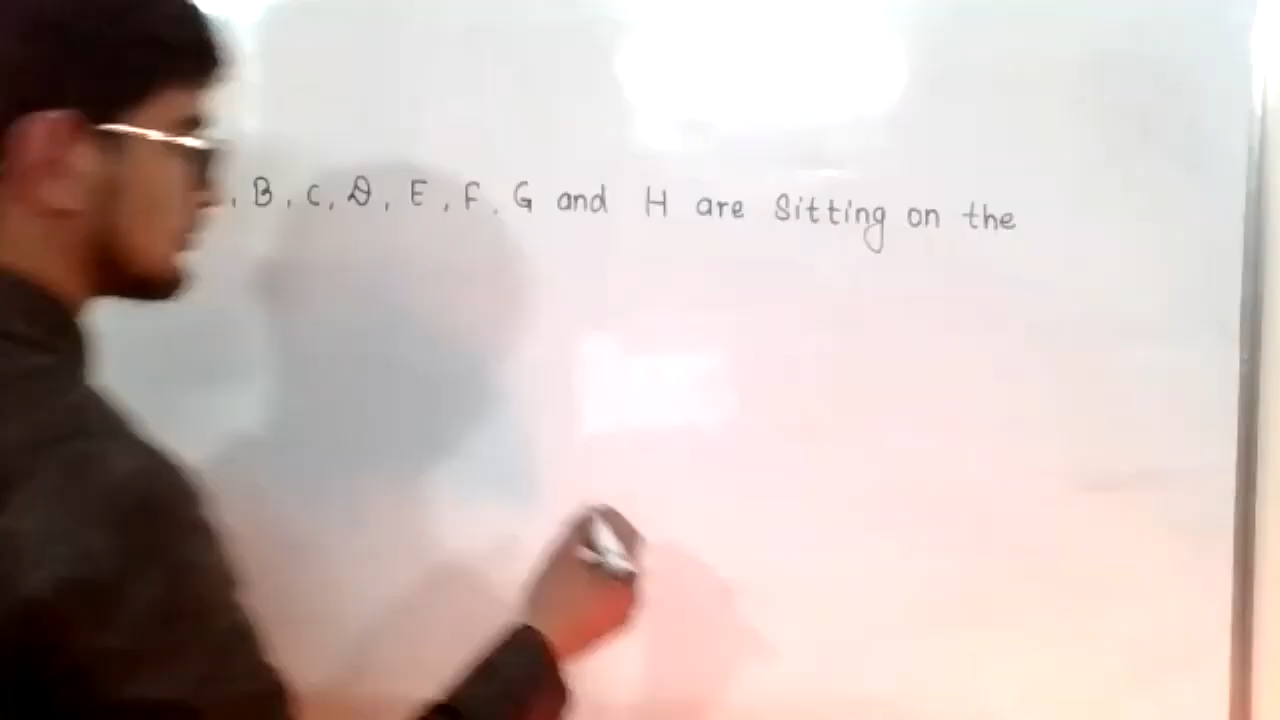 , B, C, D, E, F, G and H are Sitting on the